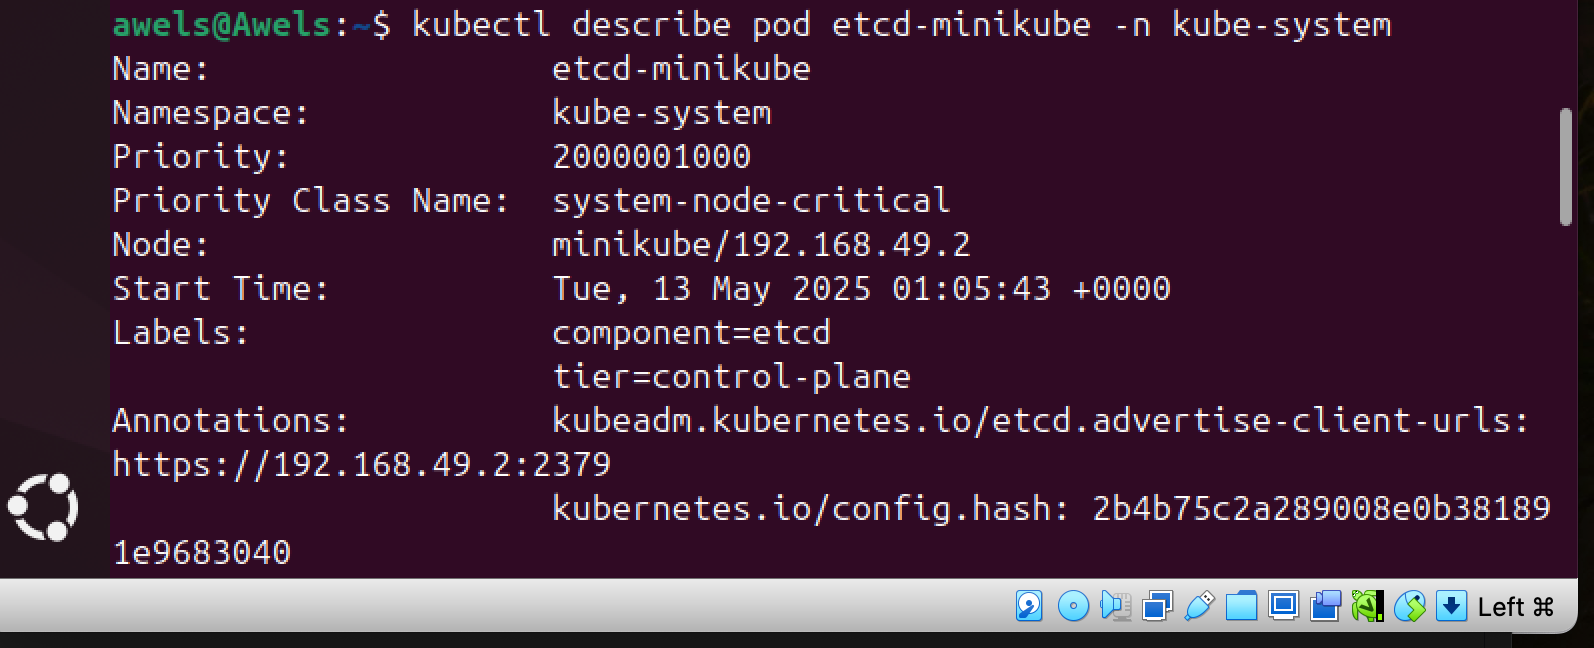 awels@Awels:~$ kubectl describe pod etcd-minikube -n kube-system
Name:                 etcd-minikube
Namespace:            kube-system
Priority:             2000001000
Priority Class Name:  system-node-critical
Node:                 minikube/192.168.49.2
Start Time:           Tue, 13 May 2025 01:05:43 +0000
Labels:               component=etcd
                      tier=control-plane
Annotations:          kubeadm.kubernetes.io/etcd.advertise-client-urls:
https://192.168.49.2:2379
                      kubernetes.io/config.hash: 2b4b75c2a289008e0b38189
1e9683040
Left ⌘